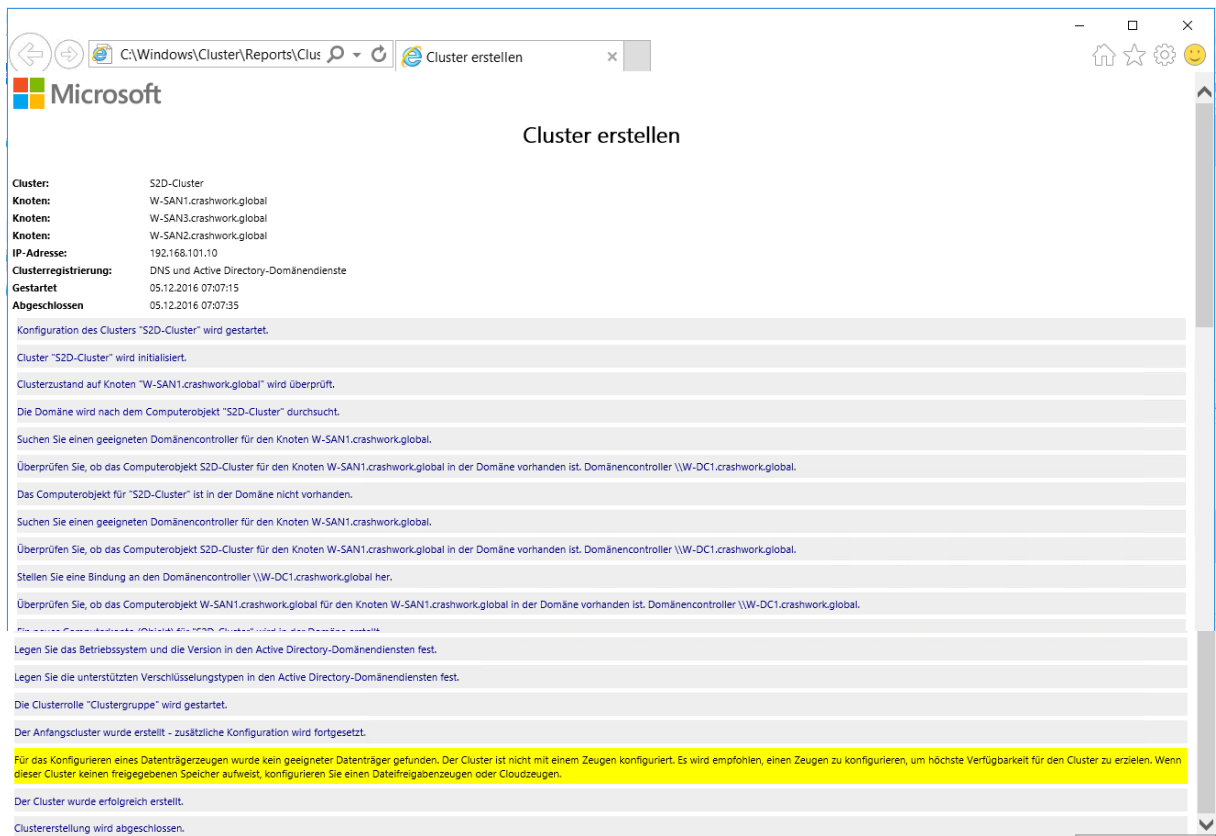 C:\Windows\Cluster\Reports\Clus
Cluster erstellen
Microsoft
Cluster erstellen
Cluster: S2D-Cluster
Knoten: W-SAN1.crashwork.global
Knoten: W-SAN3.crashwork.global
Knoten: W-SAN2.crashwork.global
IP-Adresse: 192.168.101.10
Clusterregistrierung: DNS und Active Directory-Domänendienste
Gestartet 05.12.2016 07:07:15
Abgeschlossen 05.12.2016 07:07:35
Konfiguration des Clusters "S2D-Cluster" wird gestartet.
Cluster "S2D-Cluster" wird initialisiert.
Clusterzustand auf Knoten "W-SAN1.crashwork.global" wird überprüft.
Die Domäne wird nach dem Computerobjekt "S2D-Cluster" durchsucht.
Suchen Sie einen geeigneten Domänencontroller für den Knoten W-SAN1.crashwork.global.
Überprüfen Sie, ob das Computerobjekt S2D-Cluster für den Knoten W-SAN1.crashwork.global in der Domäne vorhanden ist. Domänencontroller \\W-DC1.crashwork.global.
Das Computerobjekt für "S2D-Cluster" ist in der Domäne nicht vorhanden.
Suchen Sie einen geeigneten Domänencontroller für den Knoten W-SAN1.crashwork.global.
Überprüfen Sie, ob das Computerobjekt S2D-Cluster für den Knoten W-SAN1.crashwork.global in der Domäne vorhanden ist. Domänencontroller \\W-DC1.crashwork.global.
Stellen Sie eine Bindung an den Domänencontroller \\W-DC1.crashwork.global her.
Überprüfen Sie, ob das Computerobjekt W-SAN1.crashwork.global für den Knoten W-SAN1.crashwork.global in der Domäne vorhanden ist. Domänencontroller \\W-DC1.crashwork.global.
Ein neues Computerkonto (Objekt) für "S2D-Cluster" wird in der Domäne erstellt.
Legen Sie das Betriebssystem und die Version in den Active Directory-Domänendiensten fest.
Legen Sie die unterstützten Verschlüsselungstypen in den Active Directory-Domänendiensten fest.
Die Clusterrolle "Clustergruppe" wird gestartet.
Der Anfangscluster wurde erstellt - zusätzliche Konfiguration wird fortgesetzt.
Für das Konfigurieren eines Datenträgerzeugen wurde kein geeigneter Datenträger gefunden. Der Cluster ist nicht mit einem Zeugen konfiguriert. Es wird empfohlen, einen Zeugen zu konfigurieren, um höchste Verfügbarkeit für den Cluster zu erzielen. Wenn
dieser Cluster keinen freigegebenen Speicher aufweist, konfigurieren Sie einen Dateifreigabenzeugen oder Cloudzeugen.
Der Cluster wurde erfolgreich erstellt.
Clustererstellung wird abgeschlossen.